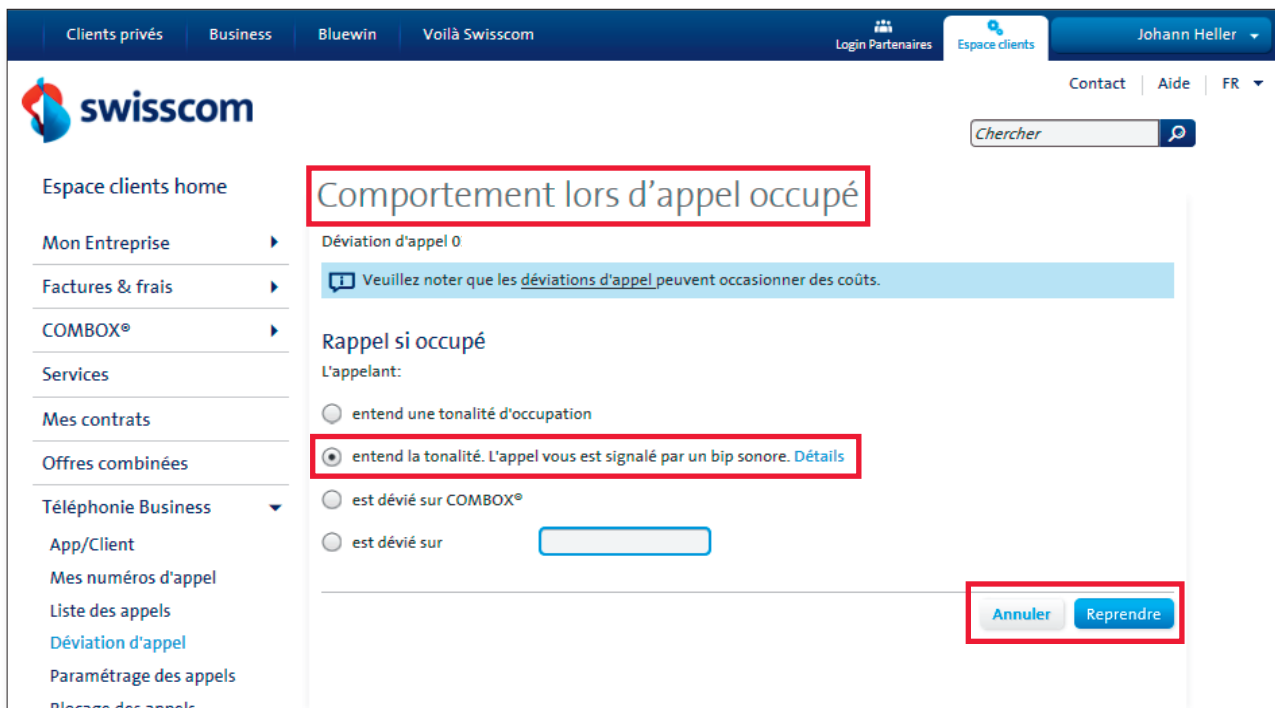 Clients privés
Business
Bluewin
Voilà Swisscom
Login Partenaires
Espace clients
Johann Heller
Contact
Aide
FR
swisscom
Chercher
Espace clients home
Mon Entreprise
Factures & frais
COMBOX®
Services
Mes contrats
Offres combinées
Téléphonie Business
App/Client
Mes numéros d'appel
Liste des appels
Déviation d'appel
Paramétrage des appels
Blocage des appels
Comportement lors d’appel occupé
Déviation d'appel 0
Veuillez noter que les déviations d'appel peuvent occasionner des coûts.
Rappel si occupé
L'appelant:
entend une tonalité d'occupation
entend la tonalité. L'appel vous est signalé par un bip sonore. Détails
est dévié sur COMBOX®
est dévié sur
Annuler
Reprendre